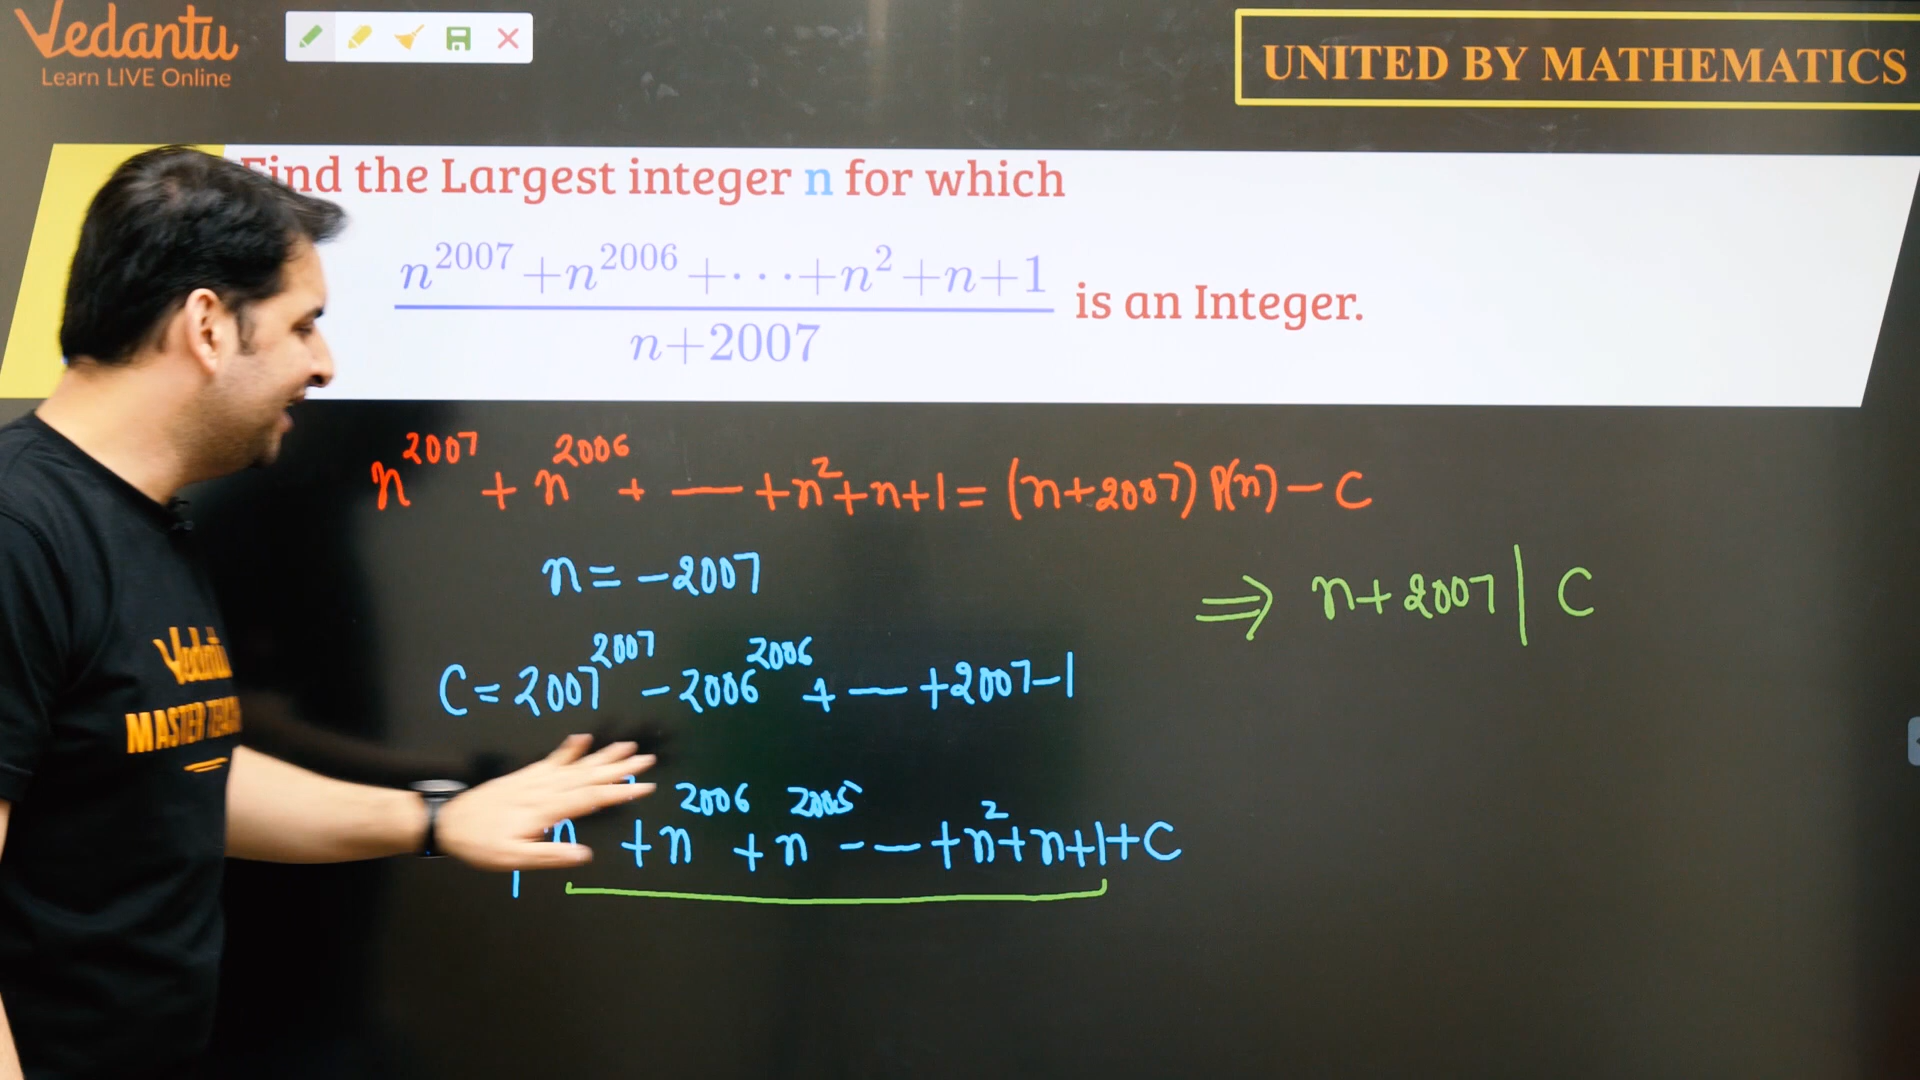 Vedantu
Learn LIVE Online
UNITED BY MATHEMATICS
Find the Largest integer n for which
n^2007 + n^2006 + ··· + n^2 + n + 1
n+2007
is an Integer.
n^2007 + n^2006 + — + n^2 + n + 1 = (n+2007) P(n) − C
n = −2007
⇒ n+2007 | C
C = 2007^2007 − 2006^2006 + — + 2007 − 1
n + n^2006 + n^2005 - — + n^2 + n + 1 + C
Vedantu
MASTER